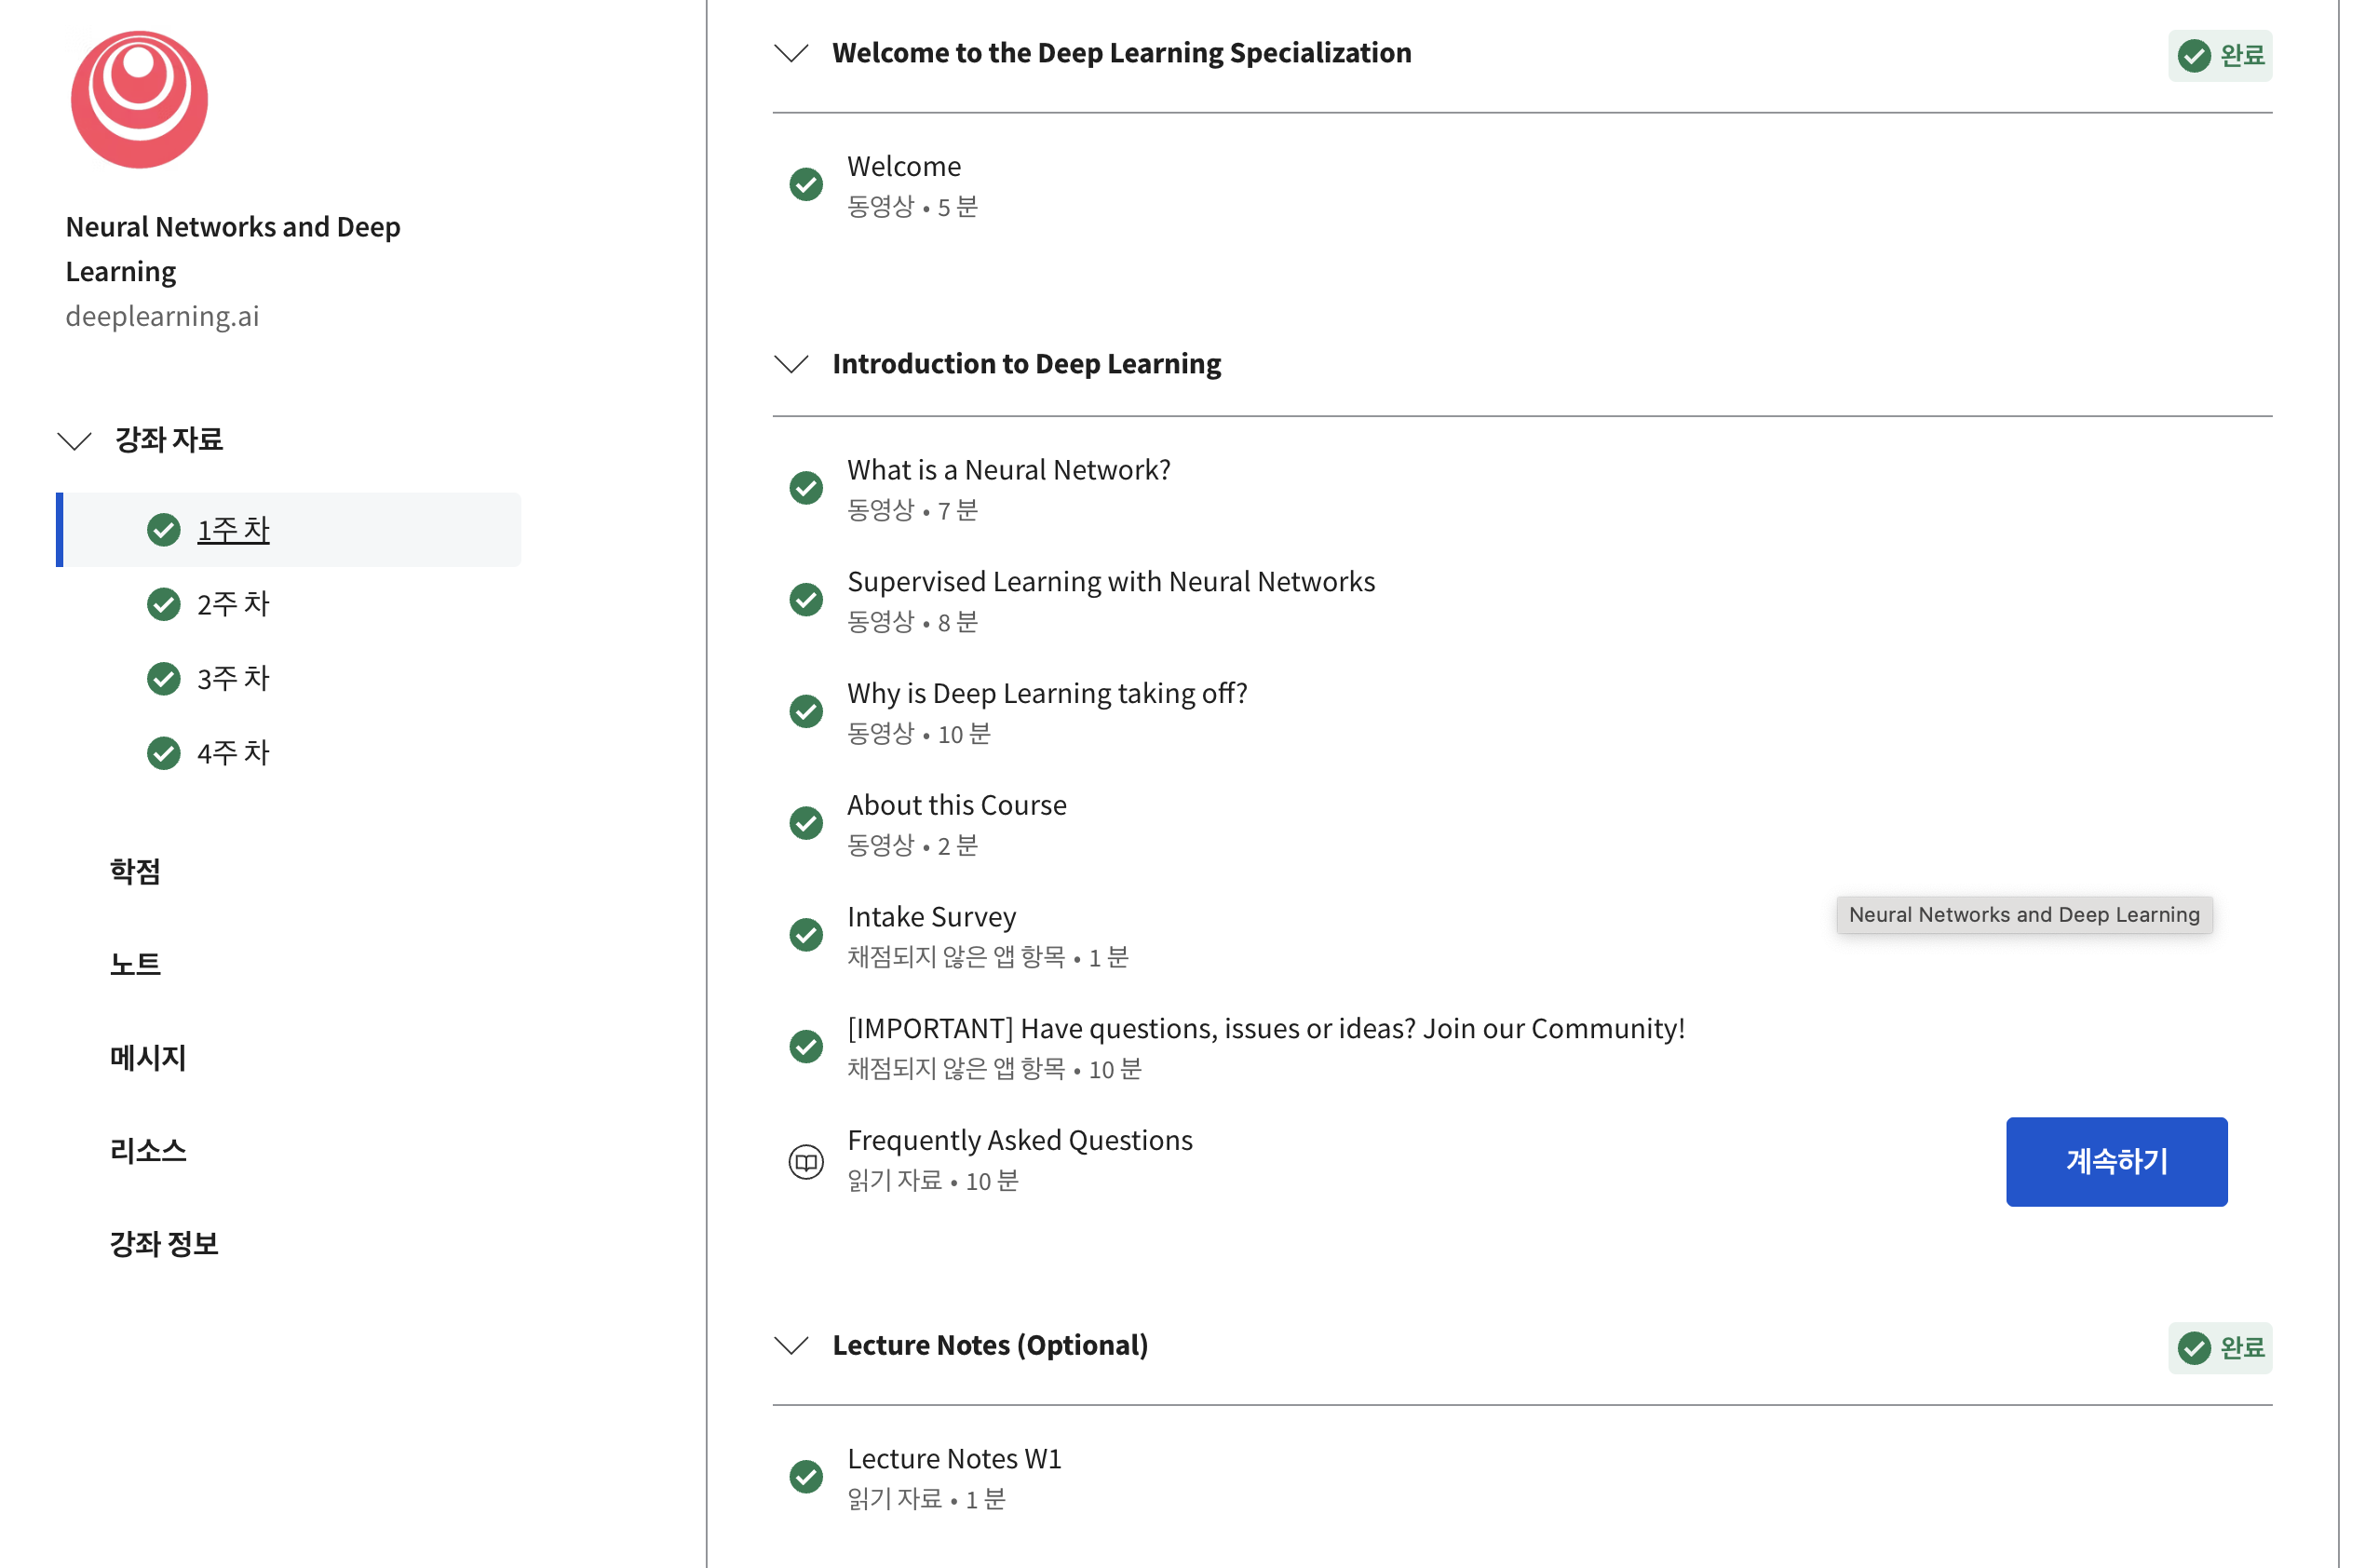 Neural Networks and Deep
Learning
deeplearning.ai
강좌 자료
1주 차
2주 차
3주 차
4주 차
학점
노트
메시지
리소스
강좌 정보
Welcome to the Deep Learning Specialization
완료
Welcome
동영상 • 5 분
Introduction to Deep Learning
What is a Neural Network?
동영상 • 7 분
Supervised Learning with Neural Networks
동영상 • 8 분
Why is Deep Learning taking off?
동영상 • 10 분
About this Course
동영상 • 2 분
Intake Survey
채점되지 않은 앱 항목 • 1 분
Neural Networks and Deep Learning
[IMPORTANT] Have questions, issues or ideas? Join our Community!
채점되지 않은 앱 항목 • 10 분
Frequently Asked Questions
읽기 자료 • 10 분
계속하기
Lecture Notes (Optional)
완료
Lecture Notes W1
읽기 자료 • 1 분